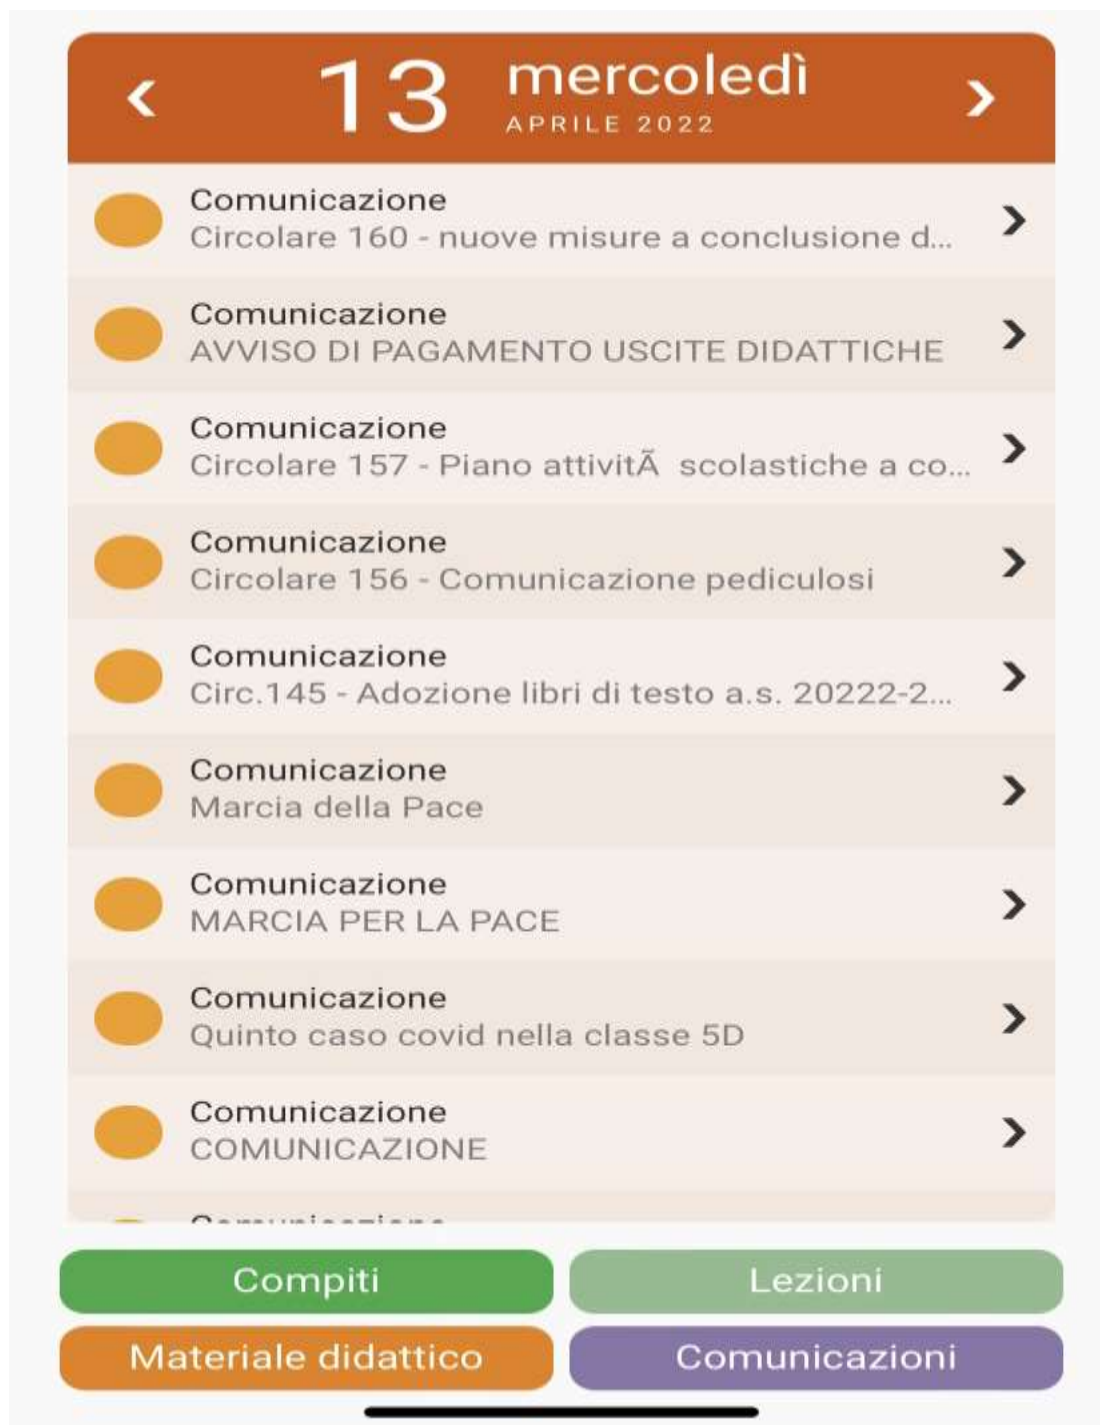 13 mercoledì
APRILE 2022
Comunicazione
Circolare 160 - nuove misure a conclusione d...
Comunicazione
AVVISO DI PAGAMENTO USCITE DIDATTICHE
Comunicazione
Circolare 157 - Piano attivitÃ  scolastiche a co...
Comunicazione
Circolare 156 - Comunicazione pediculosi
Comunicazione
Circ.145 - Adozione libri di testo a.s. 20222-2...
Comunicazione
Marcia della Pace
Comunicazione
MARCIA PER LA PACE
Comunicazione
Quinto caso covid nella classe 5D
Comunicazione
COMUNICAZIONE
Comunicazione
Compiti
Lezioni
Materiale didattico
Comunicazioni